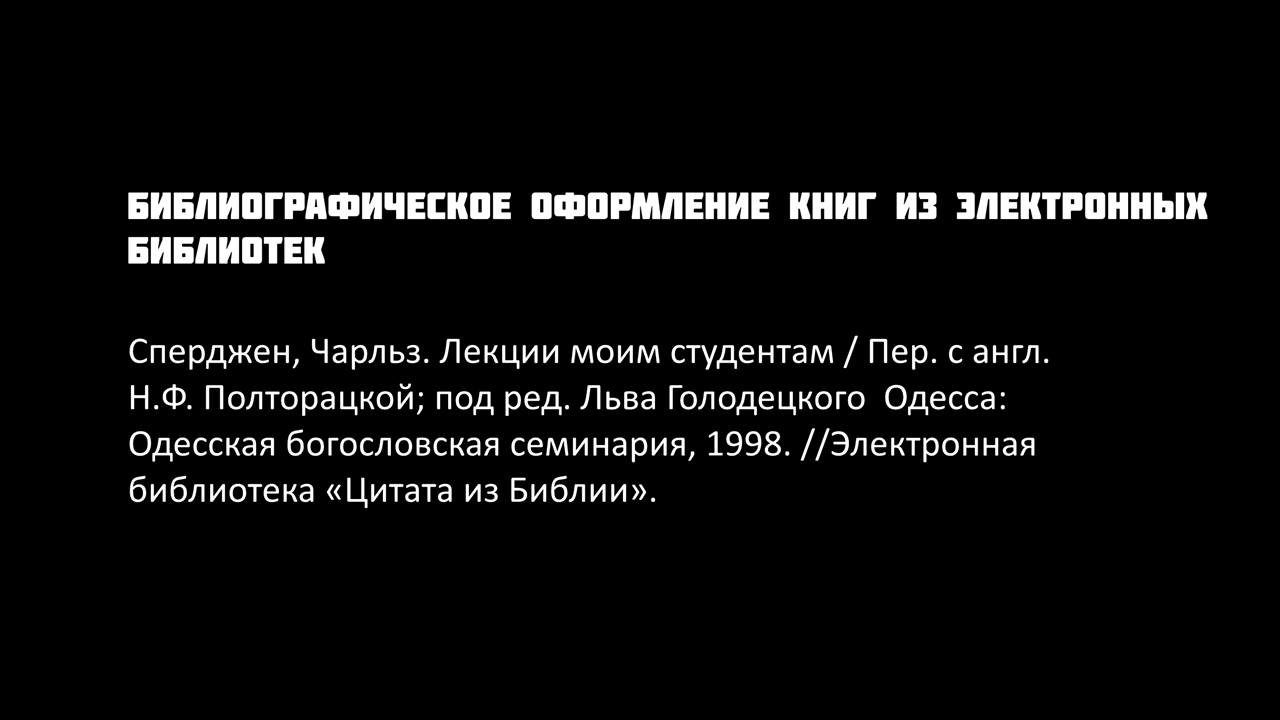 БИБЛИОГРАФИЧЕСКОЕ ОФОРМЛЕНИЕ КНИГ ИЗ ЭЛЕКТРОННЫХ
БИБЛИОТЕК
Сперджен, Чарльз. Лекции моим студентам / Пер. с англ.
Н.Ф. Полторацкой; под ред. Льва Голодецкого  Одесса:
Одесская богословская семинария, 1998. //Электронная
библиотека «Цитата из Библии».